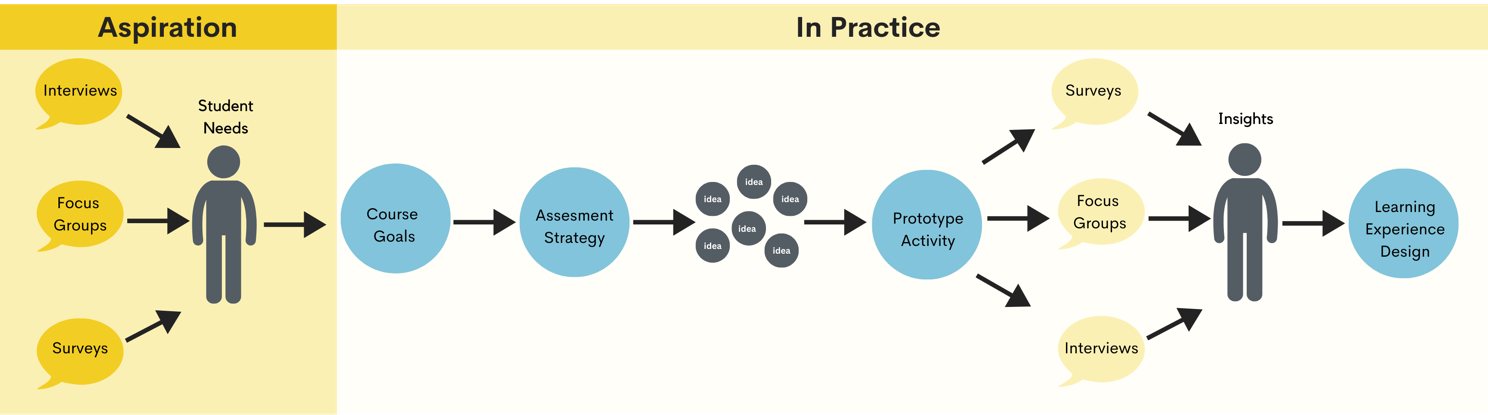 Aspiration
In Practice
Interviews
Focus
Groups
Surveys
Student
Needs
Course
Goals
Assesment
Strategy
idea
idea
idea
idea
idea
idea
Prototype
Activity
Surveys
Focus
Groups
Interviews
Insights
Learning
Experience
Design